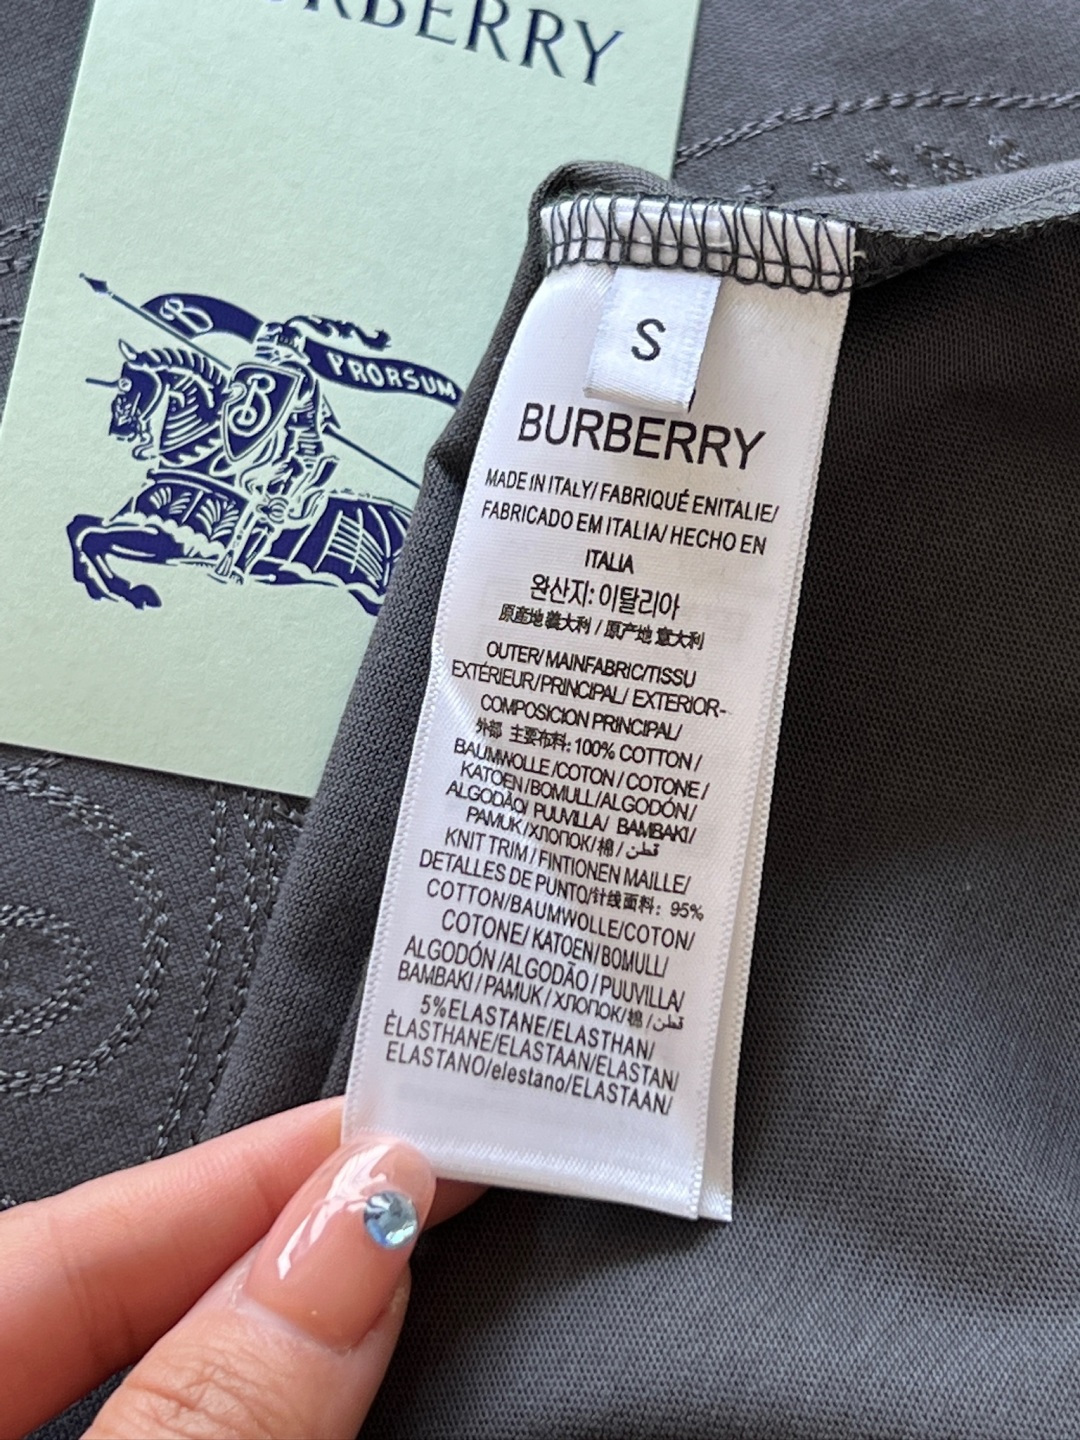 BURBERRY
B
PRORSUM
B
S
BURBERRY
MADE IN ITALY/ FABRIQUÉ ENITALIE/
FABRICADO EM ITALIA/ HECHO EN
ITALIA
완산지: 이탈리아
原産地 義大利 / 原产地 意大利
OUTER/ MAINFABRIC/TISSU
EXTÉRIEUR/PRINCIPAL/ EXTERIOR-
COMPOSICION PRINCIPAL/
外部 主要布料: 100% COTTON /
BAUMWOLLE /COTON / COTONE /
KATOEN/BOMULL/ALGODÓN/
ALGODÃO/ PUUVILLA/ BAMBAKI/
PAMUK/ХЛОПОК/棉 / قطن
KNIT TRIM / FINTIONEN MAILLE/
DETALLES DE PUNTO/针线面料: 95%
COTTON/BAUMWOLLE/COTON/
COTONE/ KATOEN/BOMULL/
ALGODÓN /ALGODÃO / PUUVILLA/
BAMBAKI / PAMUK / ХЛОПОК/棉 / قطن
5%ELASTANE/ELASTHAN/
ÉLASTHANE/ELASTAAN/ELASTAN/
ELASTANO/elestano/ELASTAAN/